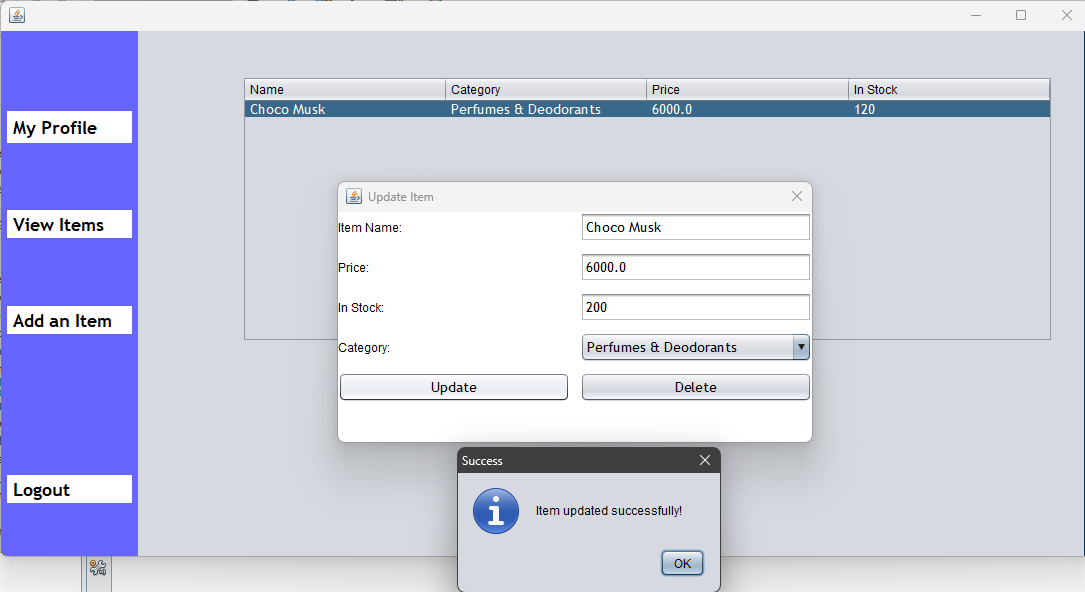 Name Category Price In Stock
Choco Musk Perfumes & Deodorants 6000.0 120
My Profile
View Items
Add an Item
Logout
Update Item
Item Name: Choco Musk
Price: 6000.0
In Stock: 200
Category: Perfumes & Deodorants
Update Delete
Success
Item updated successfully!
OK